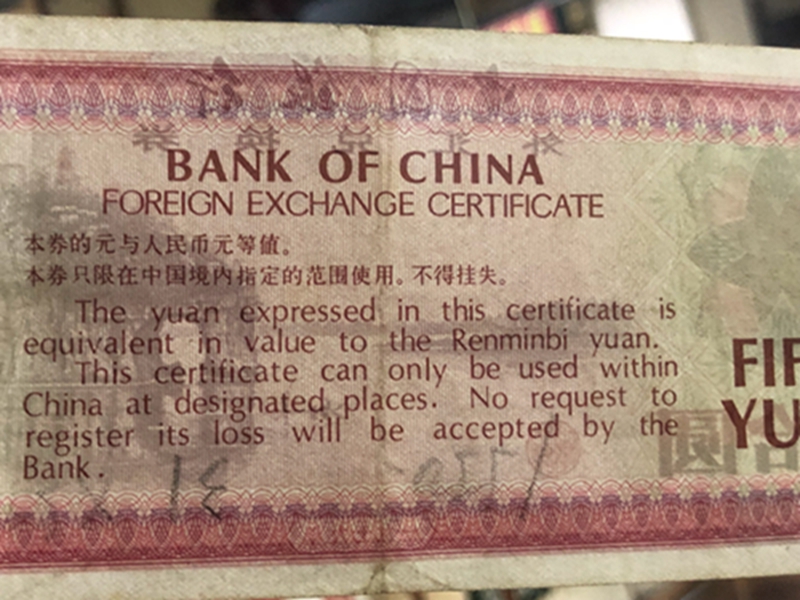 BANK OF CHINA
FOREIGN EXCHANGE CERTIFICATE
本券的元与人民币元等值。
本券只限在中国境内指定的范围使用。不得挂失。
The yuan expressed in this certificate is
equivalent in value to the Renminbi yuan.
This certificate can only be used within
China at designated places. No request to
register its loss will be accepted by the
Bank.
FIF
YU